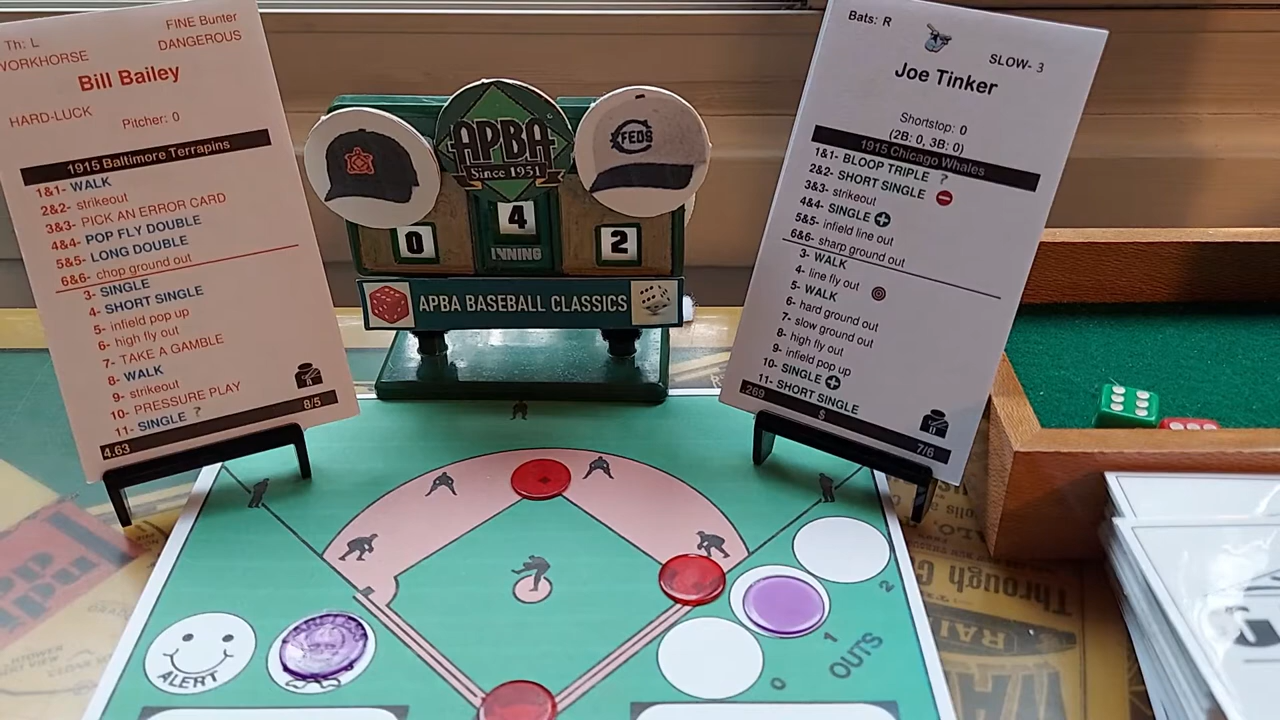 Th: L
FINE Bunter
WORKHORSE
DANGEROUS
Bill Bailey
HARD-LUCK
Pitcher: 0
1915 Baltimore Terrapins
1&1- WALK
2&2- strikeout
3&3- PICK AN ERROR CARD
4&4- POP FLY DOUBLE
5&5- LONG DOUBLE
6&6- chop ground out
3- SINGLE
4- SHORT SINGLE
5- infield pop up
6- high fly out
7- TAKE A GAMBLE
8- WALK
9- strikeout
10- PRESSURE PLAY
11- SINGLE ?
4.63
8/5
APBA
Since 1951
FEDS
0
4
2
INNING
APBA BASEBALL CLASSICS
Bats: R
SLOW- 3
Joe Tinker
Shortstop: 0
(2B: 0, 3B: 0)
1915 Chicago Whales
1&1- BLOOP TRIPLE ?
2&2- SHORT SINGLE
3&3- strikeout
4&4- SINGLE
5&5- infield line out
6&6- sharp ground out
3- WALK
4- line fly out
5- WALK
6- hard ground out
7- slow ground out
8- high fly out
9- infield pop up
10- SINGLE
11- SHORT SINGLE
.269
$
7/6
ALERT
0
1
2
OUTS
Through
RAI